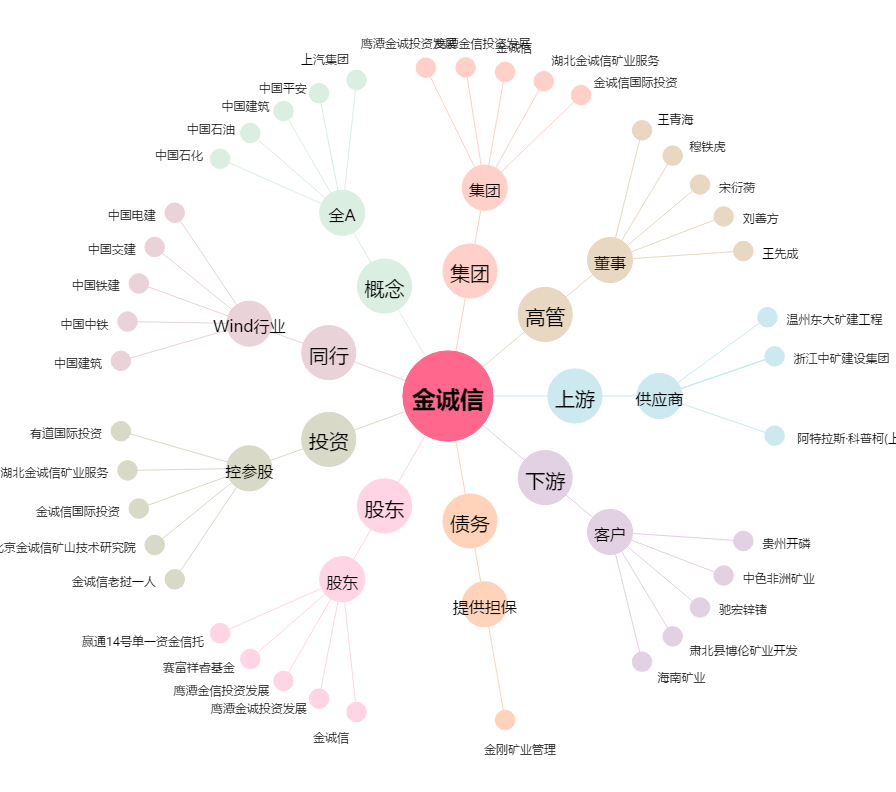 鹰潭金诚投资发展
鹰潭金信投资发展
金诚信
湖北金诚信矿业服务
金诚信国际投资
集团
集团
上汽集团
中国平安
中国建筑
中国石油
中国石化
全A
概念
王青海
穆铁虎
宋衍蘅
刘善方
王先成
董事
高管
中国电建
中国交建
中国铁建
中国中铁
中国建筑
Wind行业
同行
金诚信
温州东大矿建工程
浙江中矿建设集团
阿特拉斯·科普柯(上
供应商
上游
有道国际投资
湖北金诚信矿业服务
金诚信国际投资
北京金诚信矿山技术研究院
金诚信老挝一人
控参股
投资
下游
客户
贵州开磷
中色非洲矿业
驰宏锌锗
肃北县博伦矿业开发
海南矿业
股东
股东
赢通14号单一资金信托
赛富祥睿基金
鹰潭金信投资发展
鹰潭金诚投资发展
金诚信
债务
提供担保
金刚矿业管理